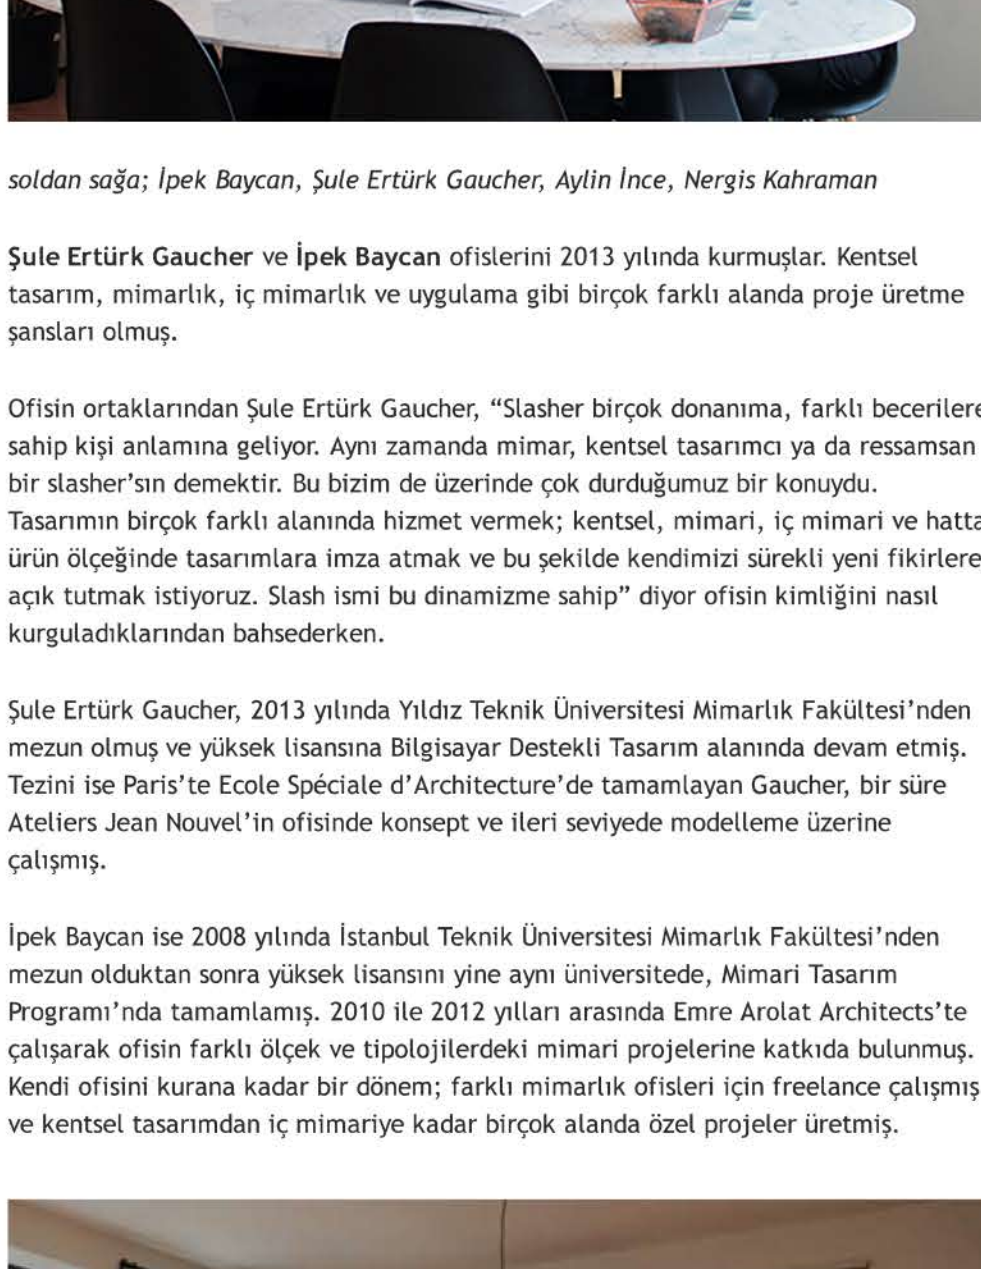 soldan sağa; İpek Baycan, Şule Ertürk Gaucher, Aylin İnce, Nergis Kahraman
Şule Ertürk Gaucher ve İpek Baycan ofislerini 2013 yılında kurmuşlar. Kentsel
tasarım, mimarlık, iç mimarlık ve uygulama gibi birçok farklı alanda proje üretme
şansları olmuş.
Ofisin ortaklarından Şule Ertürk Gaucher, “Slasher birçok donanıma, farklı becerilere
sahip kişi anlamına geliyor. Aynı zamanda mimar, kentsel tasarımcı ya da ressamsan
bir slasher’sın demektir. Bu bizim de üzerinde çok durduğumuz bir konuydu.
Tasarımın birçok farklı alanında hizmet vermek; kentsel, mimari, iç mimari ve hatta
ürün ölçeğinde tasarımlara imza atmak ve bu şekilde kendimizi sürekli yeni fikirlere
açık tutmak istiyoruz. Slash ismi bu dinamizme sahip” diyor ofisin kimliğini nasıl
kurguladıklarından bahsederken.
Şule Ertürk Gaucher, 2013 yılında Yıldız Teknik Üniversitesi Mimarlık Fakültesi’nden
mezun olmuş ve yüksek lisansına Bilgisayar Destekli Tasarım alanında devam etmiş.
Tezini ise Paris’te Ecole Spéciale d’Architecture’de tamamlayan Gaucher, bir süre
Ateliers Jean Nouvel’in ofisinde konsept ve ileri seviyede modelleme üzerine
çalışmış.
İpek Baycan ise 2008 yılında İstanbul Teknik Üniversitesi Mimarlık Fakültesi’nden
mezun olduktan sonra yüksek lisansını yine aynı üniversitede, Mimari Tasarım
Programı’nda tamamlamış. 2010 ile 2012 yılları arasında Emre Arolat Architects’te
çalışarak ofisin farklı ölçek ve tipolojilerdeki mimari projelerine katkıda bulunmuş.
Kendi ofisini kurana kadar bir dönem; farklı mimarlık ofisleri için freelance çalışmış
ve kentsel tasarımdan iç mimariye kadar birçok alanda özel projeler üretmiş.